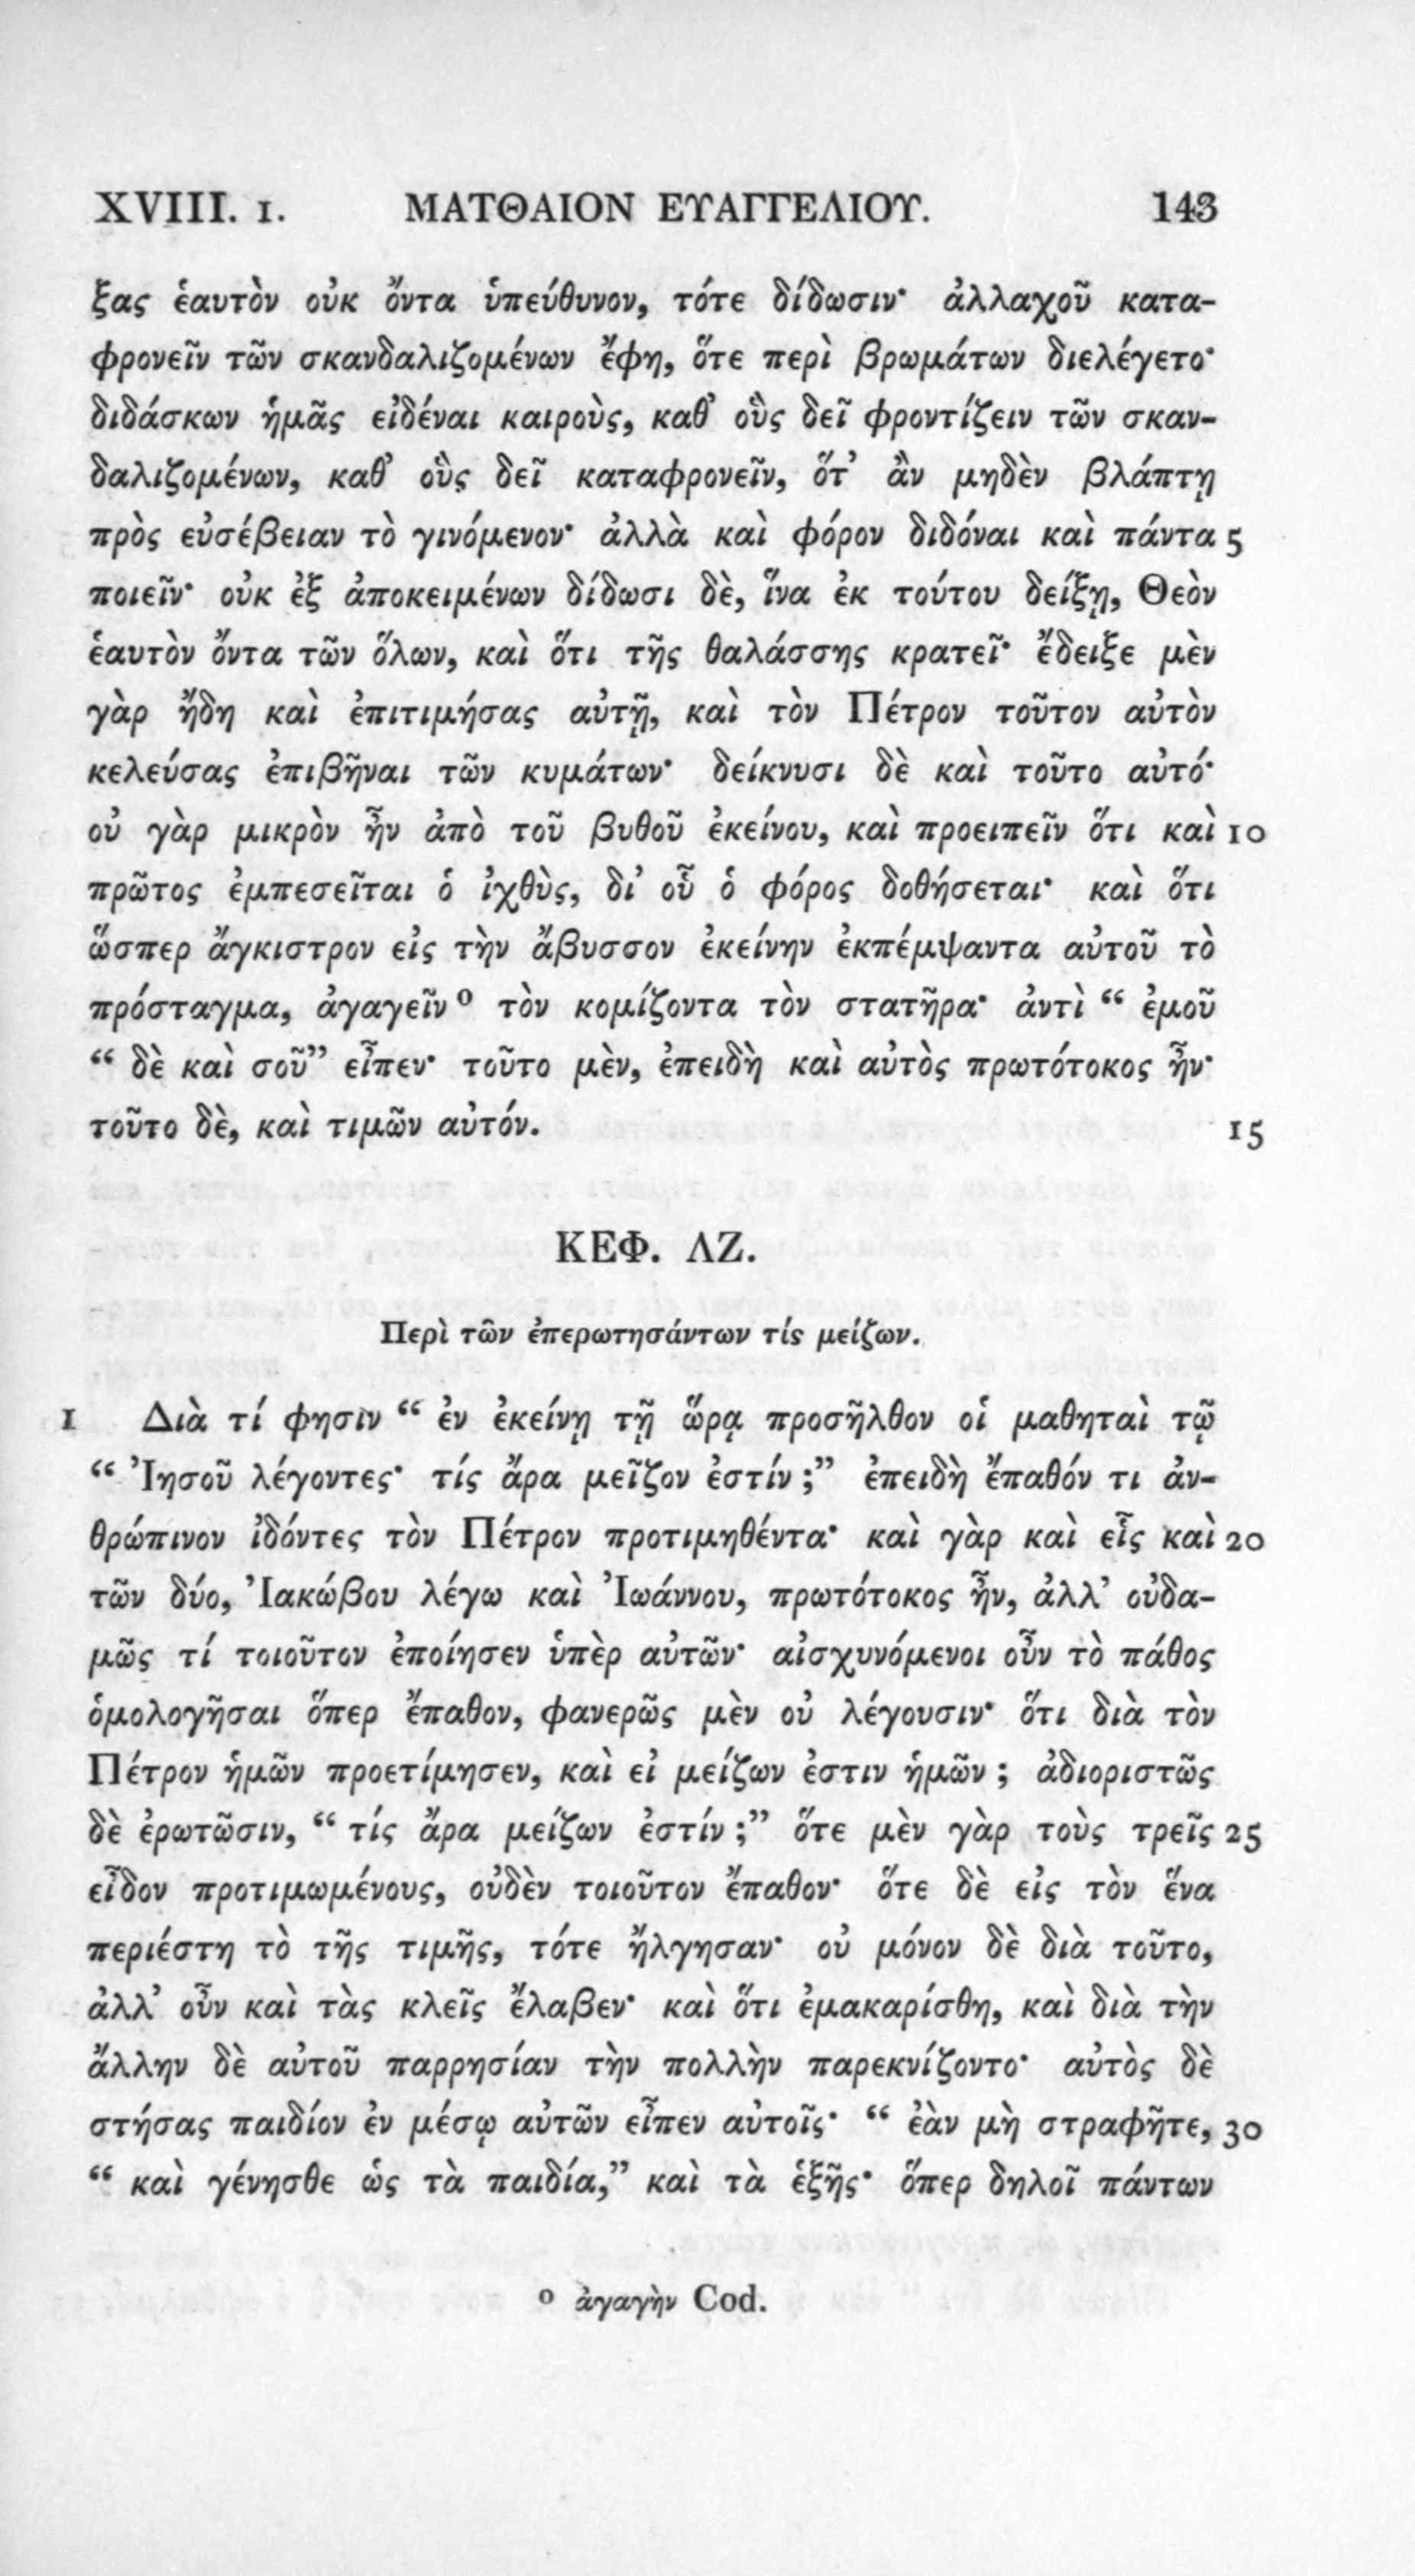 XVIII. 1. ΜΑΤΘΑΙΟΝ ΕΥΑΓΓΕΛΙΟΥ. 143
ξας ἑαυτὸν οὐκ ὄντα ὑπεύθυνον, τότε δίδωσιν· ἀλλαχοῦ κατα-
φρονεῖν τῶν σκανδαλιζομένων ἔφη, ὅτε περὶ βρωμάτων διελέγετο·
διδάσκων ἡμᾶς εἰδέναι καιροὺς, καθ’ οὓς δεῖ φροντίζειν τῶν σκαν-
δαλιζομένων, καθ’ οὓς δεῖ καταφρονεῖν, ὅτ’ ἂν μηδὲν βλάπτῃ
πρὸς εὐσέβειαν τὸ γινόμενον· ἀλλὰ καὶ φόρον διδόναι καὶ πάντα 5
ποιεῖν· οὐκ ἐξ ἀποκειμένων δίδωσι δὲ, ἵνα ἐκ τούτου δείξῃ, Θεὸν
ἑαυτὸν ὄντα τῶν ὅλων, καὶ ὅτι τῆς θαλάσσης κρατεῖ· ἔδειξε μὲν
γὰρ ἤδη καὶ ἐπιτιμήσας αὐτῇ, καὶ τὸν Πέτρον τοῦτον αὐτὸν
κελεύσας ἐπιβῆναι τῶν κυμάτων· δείκνυσι δὲ καὶ τοῦτο αὐτό·
οὐ γὰρ μικρὸν ἦν ἀπὸ τοῦ βυθοῦ ἐκείνου, καὶ προειπεῖν ὅτι καὶ 10
πρῶτος ἐμπεσεῖται ὁ ἰχθὺς, δι’ οὗ ὁ φόρος δοθήσεται· καὶ ὅτι
ὥσπερ ἄγκιστρον εἰς τὴν ἄβυσσον ἐκείνην ἐκπέμψαντα αὐτοῦ τὸ
πρόσταγμα, ἀγαγεῖν ᵒ τὸν κομίζοντα τὸν στατῆρα· ἀντὶ “ ἐμοῦ
“ δὲ καὶ σοῦ” εἶπεν· τοῦτο μὲν, ἐπειδὴ καὶ αὐτὸς πρωτότοκος ἦν·
τοῦτο δὲ, καὶ τιμῶν αὐτόν. 15
ΚΕΦ. ΛΖ.
Περὶ τῶν ἐπερωτησάντων τίς μείζων.
1 Διὰ τί φησιν “ ἐν ἐκείνῃ τῇ ὥρᾳ προσῆλθον οἱ μαθηταὶ τῷ
“ Ἰησοῦ λέγοντες· τίς ἄρα μεῖζον ἐστίν ;” ἐπειδὴ ἔπαθόν τι ἀν-
θρώπινον ἰδόντες τὸν Πέτρον προτιμηθέντα· καὶ γὰρ καὶ εἷς καὶ 20
τῶν δύο, Ἰακώβου λέγω καὶ Ἰωάννου, πρωτότοκος ἦν, ἀλλ’ οὐδα-
μῶς τί τοιοῦτον ἐποίησεν ὑπὲρ αὐτῶν· αἰσχυνόμενοι οὖν τὸ πάθος
ὁμολογῆσαι ὅπερ ἔπαθον, φανερῶς μὲν οὐ λέγουσιν· ὅτι διὰ τὸν
Πέτρον ἡμῶν προετίμησεν, καὶ εἰ μείζων ἐστιν ἡμῶν ; ἀδιοριστῶς
δὲ ἐρωτῶσιν, “ τίς ἄρα μείζων ἐστίν ;” ὅτε μὲν γὰρ τοὺς τρεῖς 25
εἶδον προτιμωμένους, οὐδὲν τοιοῦτον ἔπαθον· ὅτε δὲ εἰς τὸν ἕνα
περιέστη τὸ τῆς τιμῆς, τότε ἤλγησαν· οὐ μόνον δὲ διὰ τοῦτο,
ἀλλ’ οὖν καὶ τὰς κλεῖς ἔλαβεν· καὶ ὅτι ἐμακαρίσθη, καὶ διὰ τὴν
ἄλλην δὲ αὐτοῦ παρρησίαν τὴν πολλὴν παρεκνίζοντο· αὐτὸς δὲ
στήσας παιδίον ἐν μέσῳ αὐτῶν εἶπεν αὐτοῖς· “ ἐὰν μὴ στραφῆτε, 30
“ καὶ γένησθε ὡς τὰ παιδία,” καὶ τὰ ἑξῆς· ὅπερ δηλοῖ πάντων
ᵒ ἀγαγὴν Cod.